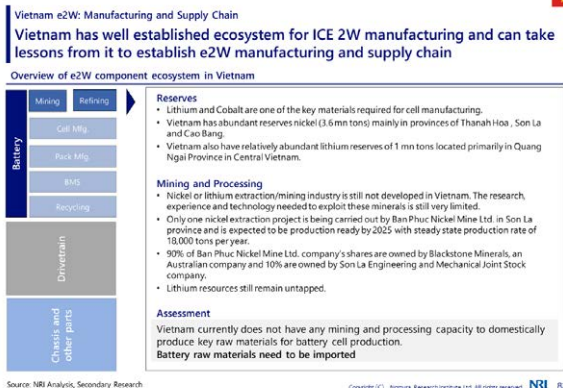 Vietnam e2W: Manufacturing and Supply Chain
Vietnam has well established ecosystem for ICE 2W manufacturing and can take
lessons from it to establish e2W manufacturing and supply chain
Overview of e2W component ecosystem in Vietnam
Battery
Mining
Refining
Cell Mfg.
Pack Mfg.
BMS
Recycling
Drivetrain
Chassis and
other parts
Reserves
• Lithium and Cobalt are one of the key materials required for cell manufacturing.
• Vietnam has abundant reserves nickel (3.6 mn tons) mainly in provinces of Thanah Hoa , Son La
and Cao Bang.
• Vietnam also have relatively abundant lithium reserves of 1 mn tons located primarily in Quang
Ngai Province in Central Vietnam.
Mining and Processing
• Nickel or lithium extraction/mining industry is still not developed in Vietnam. The research,
experience and technology needed to exploit these minerals is still very limited.
• Only one nickel extraction project is being carried out by Ban Phuc Nickel Mine Ltd. in Son La
province and is expected to be production ready by 2025 with steady state production rate of
18,000 tons per year.
• 90% of Ban Phuc Nickel Mine Ltd. company's shares are owned by Blackstone Minerals, an
Australian company and 10% are owned by Son La Engineering and Mechanical Joint Stock
company.
• Lithium resources still remain untapped.
Assessment
Vietnam currently does not have any mining and processing capacity to domestically
produce key raw materials for battery cell production.
Battery raw materials need to be imported
Source: NRI Analysis, Secondary Research
Copyright (C) Nomura Research Institute Ltd. All rights reserved.
NRI
8